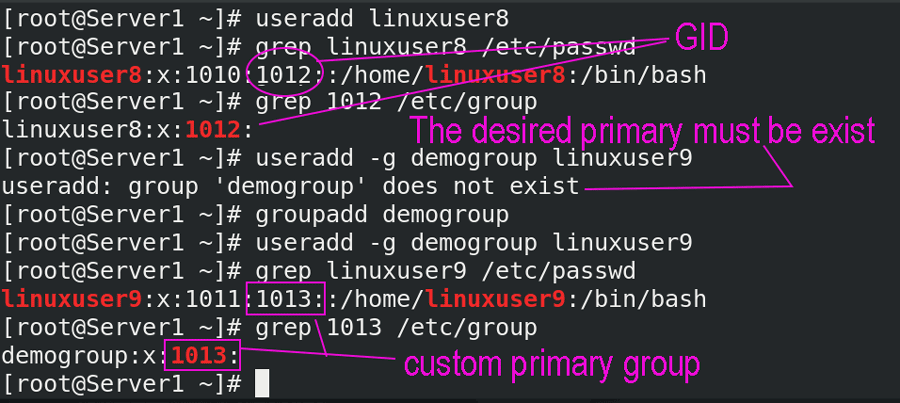 [root@Server1 ~]# useradd linuxuser8
[root@Server1 ~]# grep linuxuser8 /etc/passwd
GID
linuxuser8:x:1010:1012::/home/linuxuser8:/bin/bash
[root@Server1 ~]# grep 1012 /etc/group
linuxuser8:x:1012:
The desired primary must be exist
[root@Server1 ~]# useradd -g demogroup linuxuser9
useradd: group 'demogroup' does not exist
[root@Server1 ~]# groupadd demogroup
[root@Server1 ~]# useradd -g demogroup linuxuser9
[root@Server1 ~]# grep linuxuser9 /etc/passwd
linuxuser9:x:1011:1013::/home/linuxuser9:/bin/bash
[root@Server1 ~]# grep 1013 /etc/group
demogroup:x:1013:
custom primary group
[root@Server1 ~]#